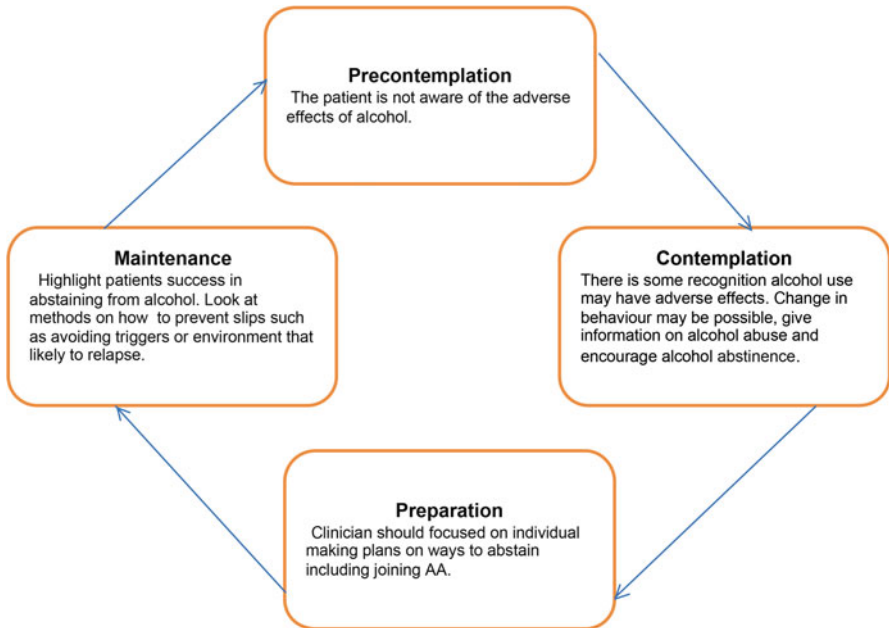 Precontemplation
The patient is not aware of the adverse
effects of alcohol.
Contemplation
There is some recognition alcohol use
may have adverse effects. Change in
behaviour may be possible, give
information on alcohol abuse and
encourage alcohol abstinence.
Preparation
Clinician should focused on individual
making plans on ways to abstain
including joining AA.
Maintenance
Highlight patients success in
abstaining from alcohol. Look at
methods on how to prevent slips such
as avoiding triggers or environment that
likely to relapse.